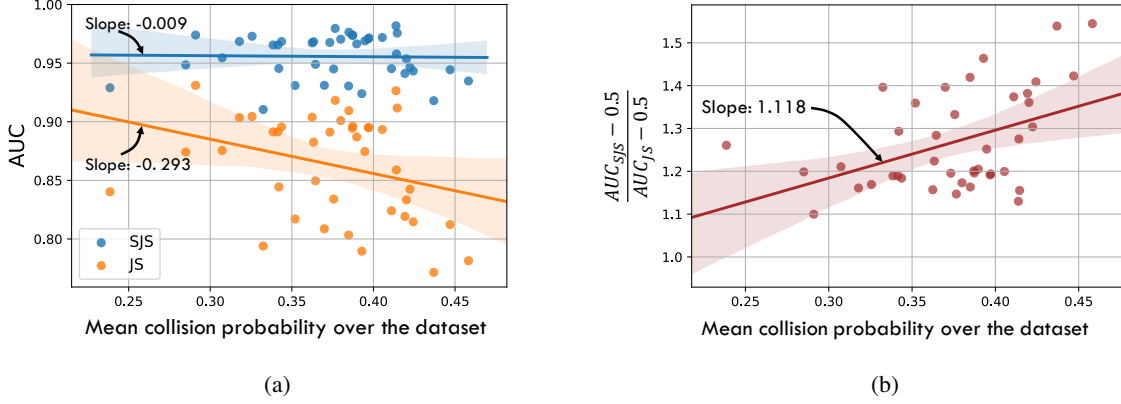 1.00
0.95
0.90
0.85
0.80
AUC
Slope: -0.009
Slope: -0.293
SJS
JS
0.25 0.30 0.35 0.40 0.45
Mean collision probability over the dataset
(a)
1.5
1.4
1.3
1.2
1.1
1.0
AUC_SJS − 0.5
AUC_JS − 0.5
Slope: 1.118
0.25 0.30 0.35 0.40 0.45
Mean collision probability over the dataset
(b)